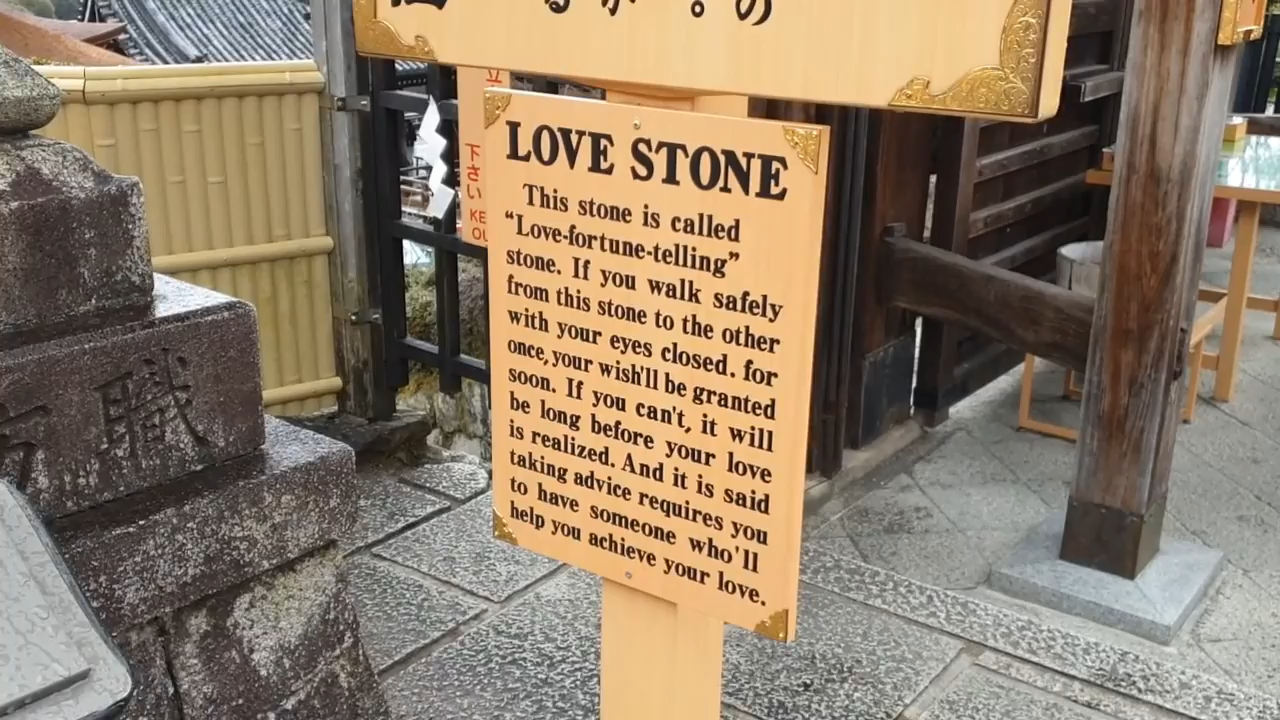 LOVE STONE
This stone is called
“Love-fortune-telling”
stone. If you walk safely
from this stone to the other
with your eyes closed. for
once, your wish'll be granted
soon. If you can't, it will
be long before your love
is realized. And it is said
taking advice requires you
to have someone who'll
help you achieve your love.
下さい
KE
OU
職